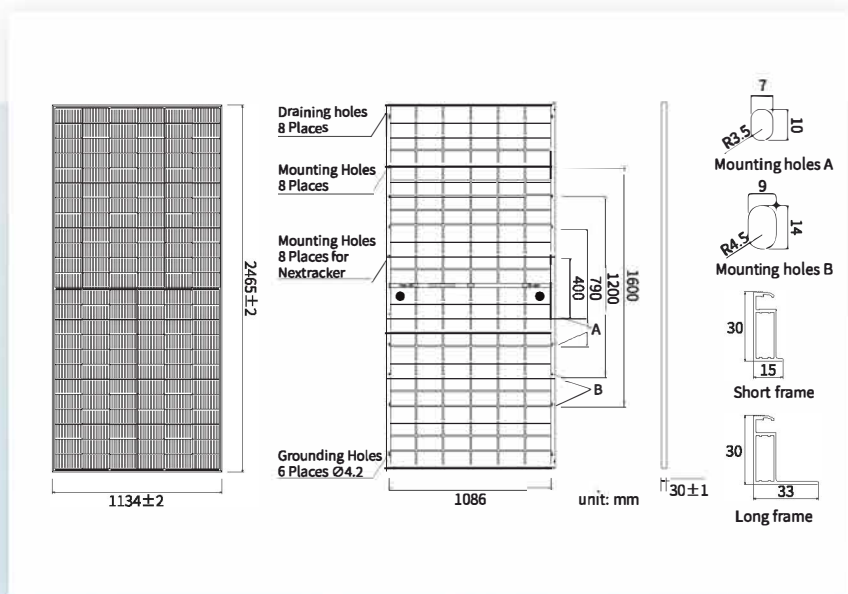 2465±2
1134±2
Draining holes
8 Places
Mounting Holes
8 Places
Mounting Holes
8 Places for
Nextracker
Grounding Holes
6 Places Ø4.2
400
790
1200
1600
A
B
1086
unit: mm
30±1
7
10
R3.5
Mounting holes A
9
14
R4.5
Mounting holes B
30
15
Short frame
30
33
Long frame